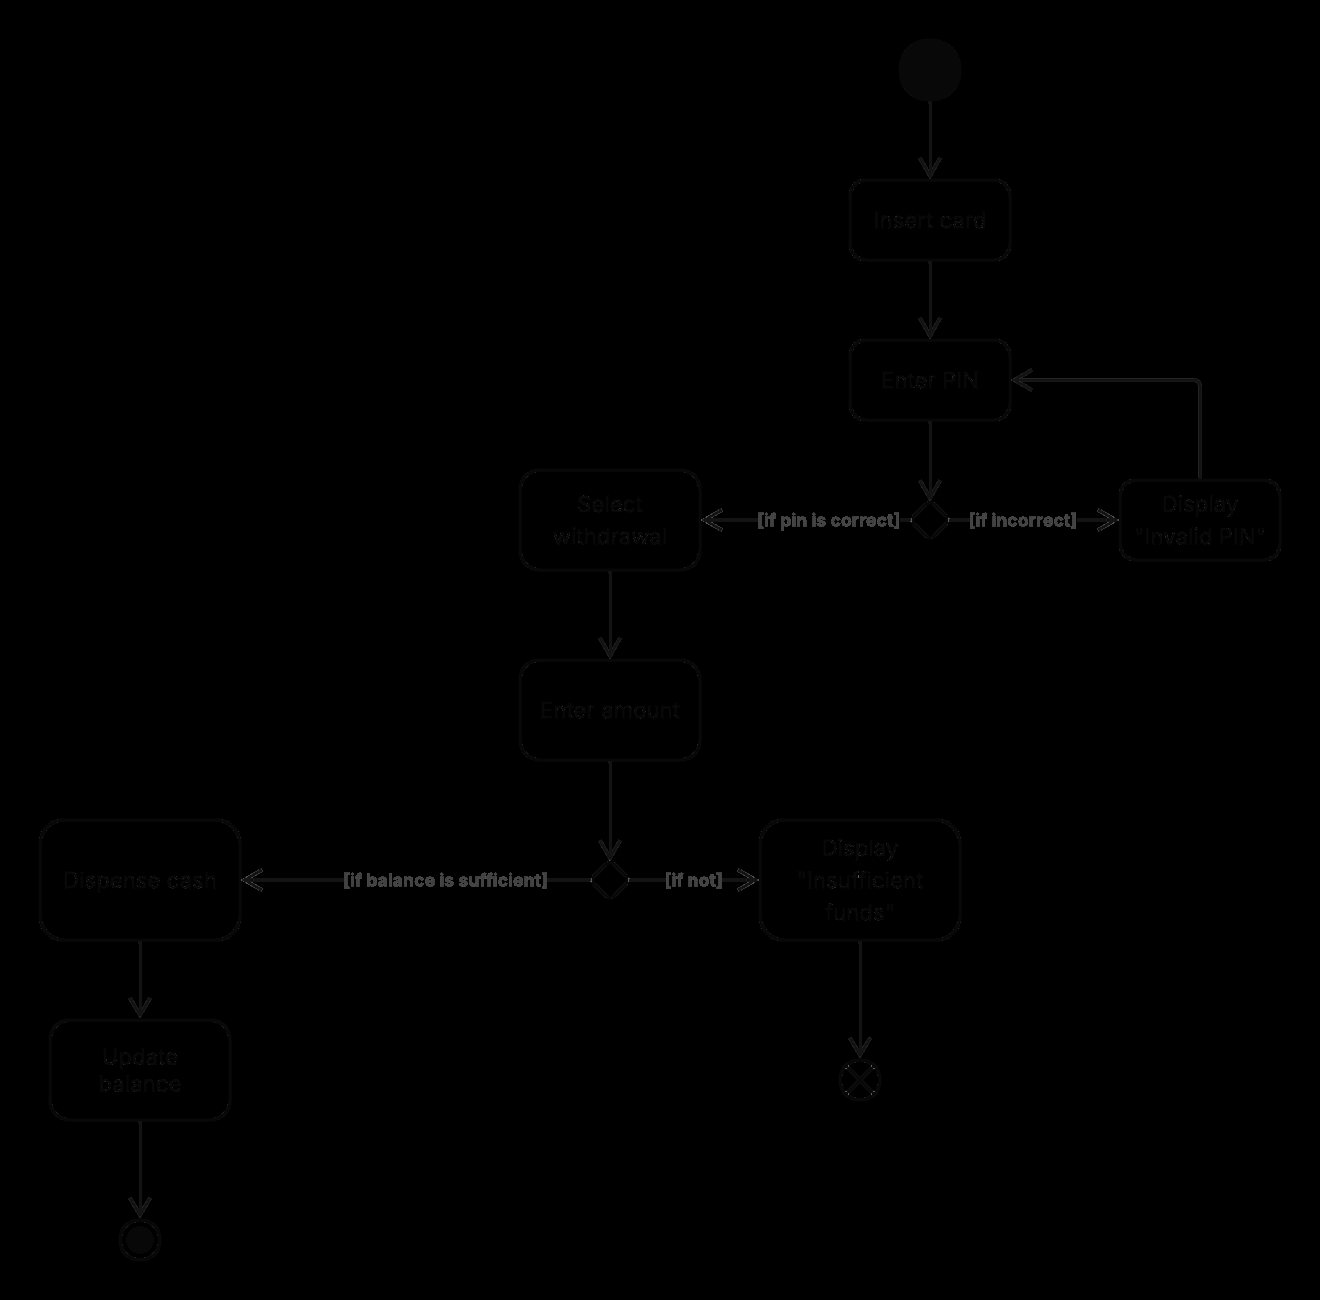 Insert card
Enter PIN
Select
withdrawal
[if pin is correct]
[if incorrect]
Display
"Invalid PIN"
Enter amount
Dispense cash
[if balance is sufficient]
[if not]
Display
"Insufficient
funds"
Update
balance